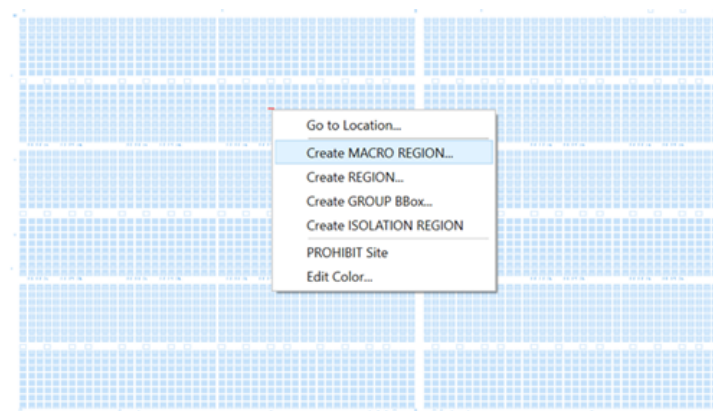 Go to Location...
Create MACRO REGION...
Create REGION...
Create GROUP BBox...
Create ISOLATION REGION
PROHIBIT Site
Edit Color...